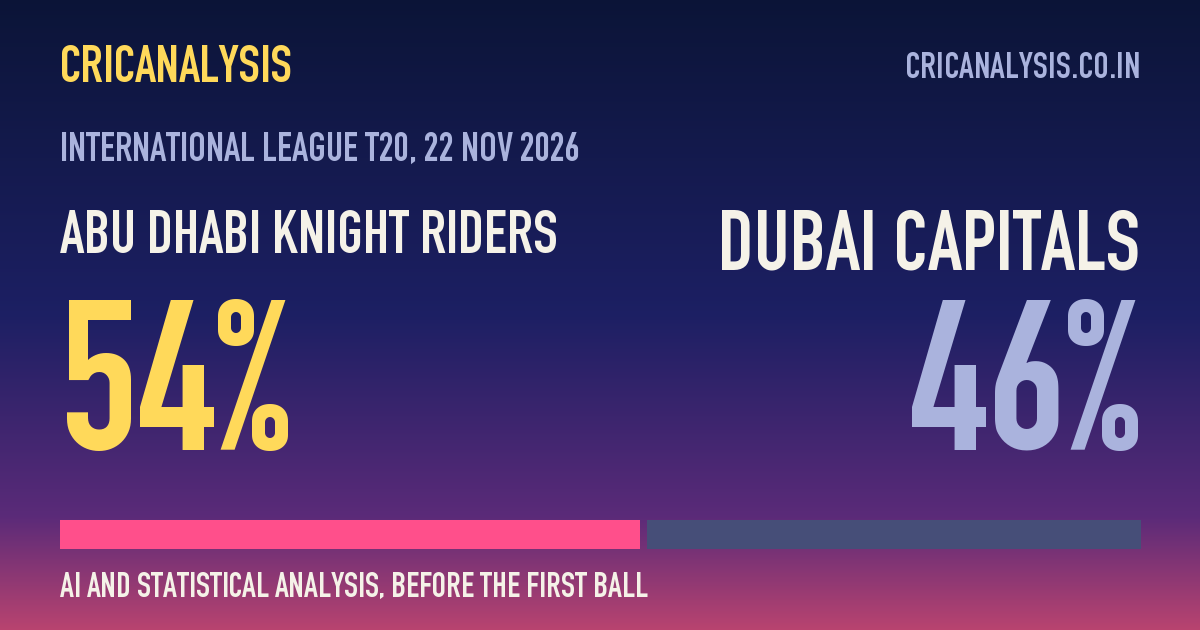 CRICANALYSIS
CRICANALYSIS.CO.IN
INTERNATIONAL LEAGUE T20, 22 NOV 2026
ABU DHABI KNIGHT RIDERS
DUBAI CAPITALS
54%
46%
AI AND STATISTICAL ANALYSIS, BEFORE THE FIRST BALL